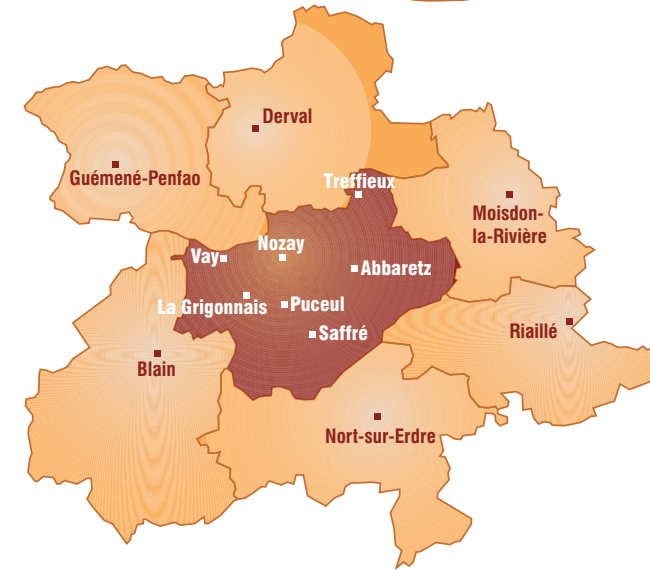 Derval
Guémené-Penfao
Treffieux
Moisdon-
la-Rivière
Nozay
Vay
Abbaretz
La Grigonnais
Puceul
Saffré
Riaillé
Blain
Nort-sur-Erdre